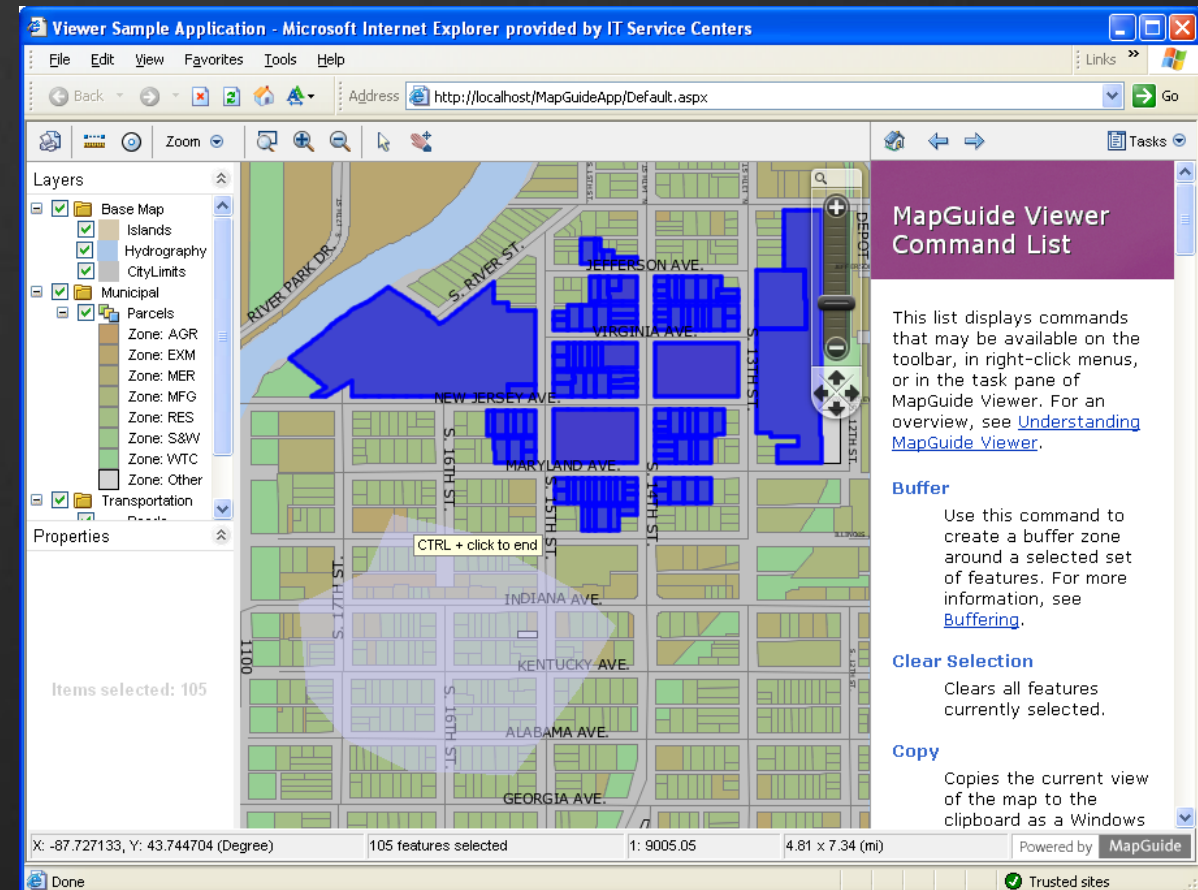 Viewer Sample Application - Microsoft Internet Explorer provided by IT Service Centers
File Edit View Favorites Tools Help
Links »
Back
Address http://localhost/MapGuideApp/Default.aspx
Go
Zoom
Tasks
Layers
Base Map
Islands
Hydrography
CityLimits
Municipal
Parcels
Zone: AGR
Zone: EXM
Zone: MER
Zone: MFG
Zone: RES
Zone: S&W
Zone: WTC
Zone: Other
Transportation
Properties
Items selected: 105
S. 15TH ST.
RIVER PARK DR.
S. RIVER ST.
JEFFERSON AVE.
DEPOT
VIRGINIA AVE.
S. 13TH ST.
NEW JERSEY AVE.
S. 16TH ST.
MARYLAND AVE.
S. 14TH ST.
S. 15TH ST.
12TH ST.
CTRL + click to end
ILLINOIS
S. 17TH ST.
INDIANA AVE.
1100
KENTUCKY AVE.
S. 12TH ST.
S. 16TH ST.
ALABAMA AVE.
GEORGIA AVE.
MapGuide Viewer
Command List
This list displays commands
that may be available on the
toolbar, in right-click menus,
or in the task pane of
MapGuide Viewer. For an
overview, see Understanding
MapGuide Viewer.
Buffer
Use this command to
create a buffer zone
around a selected set
of features. For more
information, see
Buffering.
Clear Selection
Clears all features
currently selected.
Copy
Copies the current view
of the map to the
clipboard as a Windows
X: -87.727133, Y: 43.744704 (Degree)
105 features selected
1: 9005.05
4.81 x 7.34 (mi)
Powered by MapGuide
Done
Trusted sites